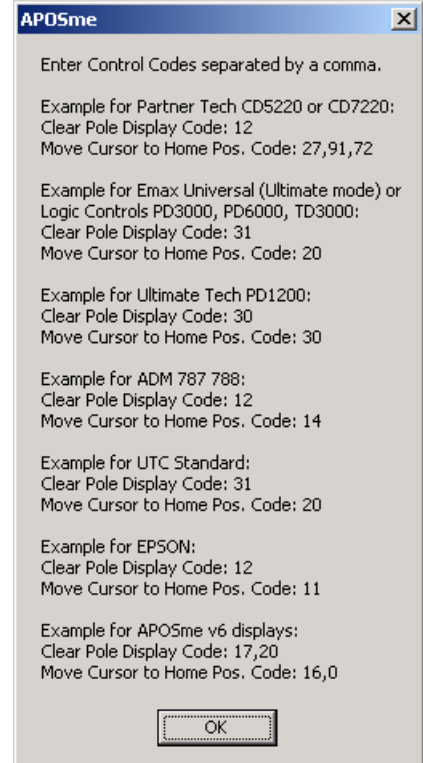 APOSme
Enter Control Codes separated by a comma.
Example for Partner Tech CD5220 or CD7220:
Clear Pole Display Code: 12
Move Cursor to Home Pos. Code: 27,91,72
Example for Emax Universal (Ultimate mode) or
Logic Controls PD3000, PD6000, TD3000:
Clear Pole Display Code: 31
Move Cursor to Home Pos. Code: 20
Example for Ultimate Tech PD1200:
Clear Pole Display Code: 30
Move Cursor to Home Pos. Code: 30
Example for ADM 787 788:
Clear Pole Display Code: 12
Move Cursor to Home Pos. Code: 14
Example for UTC Standard:
Clear Pole Display Code: 31
Move Cursor to Home Pos. Code: 20
Example for EPSON:
Clear Pole Display Code: 12
Move Cursor to Home Pos. Code: 11
Example for APOSme v6 displays:
Clear Pole Display Code: 17,20
Move Cursor to Home Pos. Code: 16,0
OK